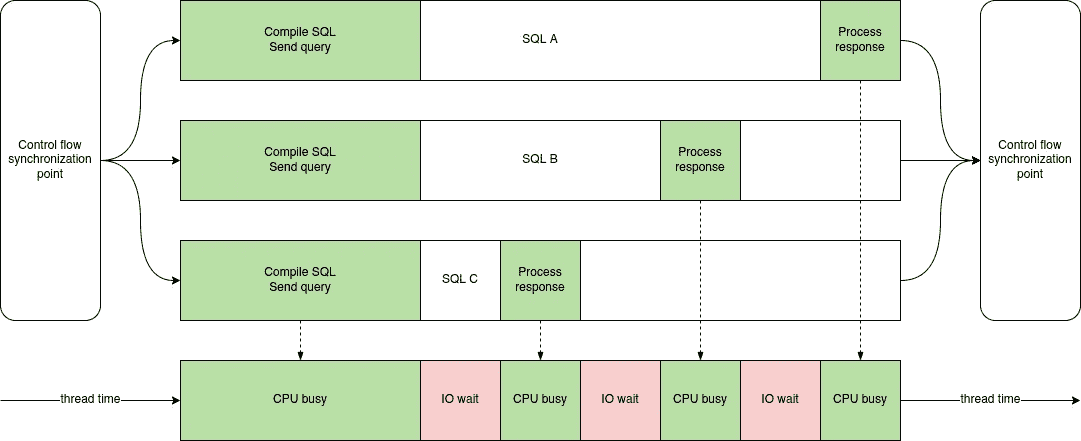 Control flow
synchronization
point
Compile SQL
Send query
SQL A
Process
response
Compile SQL
Send query
SQL B
Process
response
Compile SQL
Send query
SQL C
Process
response
Control flow
synchronization
point
thread time
CPU busy
IO wait
CPU busy
IO wait
CPU busy
IO wait
CPU busy
thread time